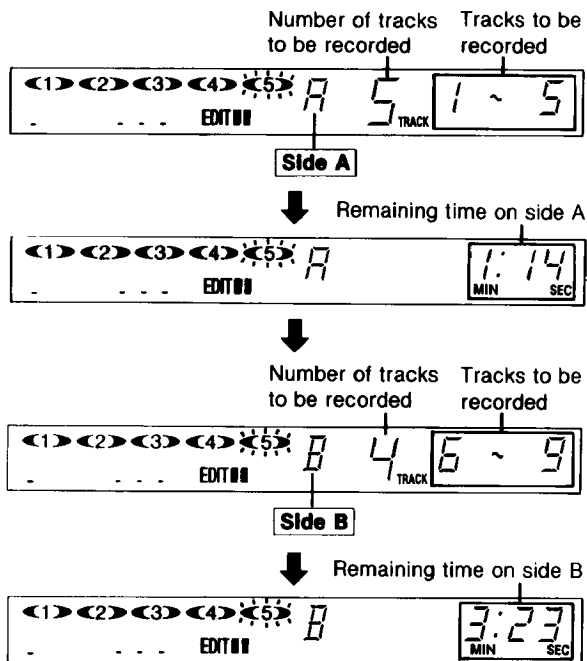 Number of tracks to be recorded
Tracks to be recorded
1 2 3 4 5 A 5 TRACK 1 ~ 5
- - - - EDIT
Side A
Remaining time on side A
1 2 3 4 5 A 1:14
- - - - EDIT MIN SEC
Number of tracks to be recorded
Tracks to be recorded
1 2 3 4 5 B 4 TRACK 6 ~ 9
- - - - EDIT
Side B
Remaining time on side B
1 2 3 4 5 B 3:23
- - - - EDIT MIN SEC